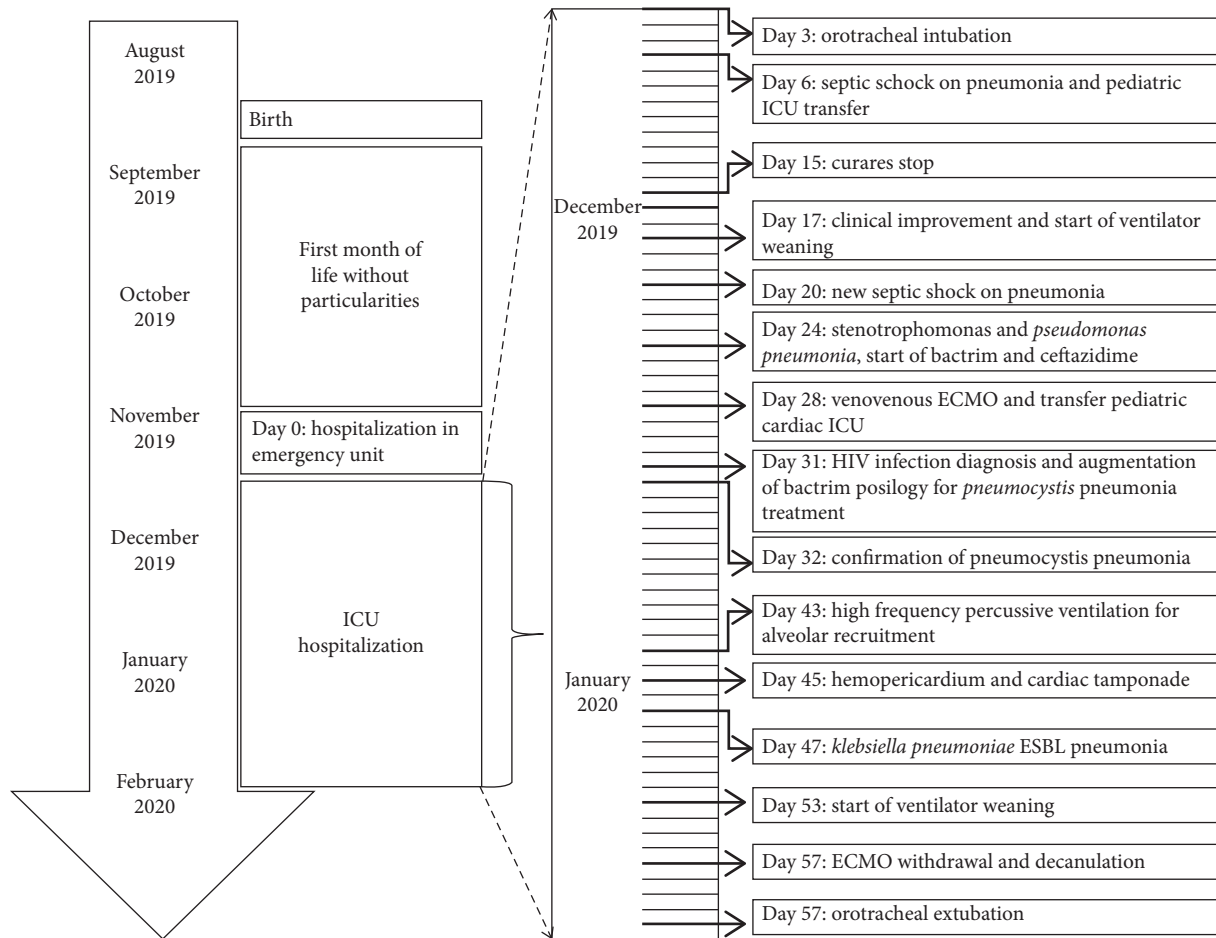 August
2019
September
2019
October
2019
November
2019
December
2019
January
2020
February
2020
Birth
First month of
life without
particularities
Day 0: hospitalization in
emergency unit
ICU
hospitalization
December
2019
January
2020
Day 3: orotracheal intubation
Day 6: septic schock on pneumonia and pediatric
ICU transfer
Day 15: curares stop
Day 17: clinical improvement and start of ventilator
weaning
Day 20: new septic shock on pneumonia
Day 24: stenotrophomonas and pseudomonas
pneumonia, start of bactrim and ceftazidime
Day 28: venovenous ECMO and transfer pediatric
cardiac ICU
Day 31: HIV infection diagnosis and augmentation
of bactrim posilogy for pneumocystis pneumonia
treatment
Day 32: confirmation of pneumocystis pneumonia
Day 43: high frequency percussive ventilation for
alveolar recruitment
Day 45: hemopericardium and cardiac tamponade
Day 47: klebsiella pneumoniae ESBL pneumonia
Day 53: start of ventilator weaning
Day 57: ECMO withdrawal and decanulation
Day 57: orotracheal extubation